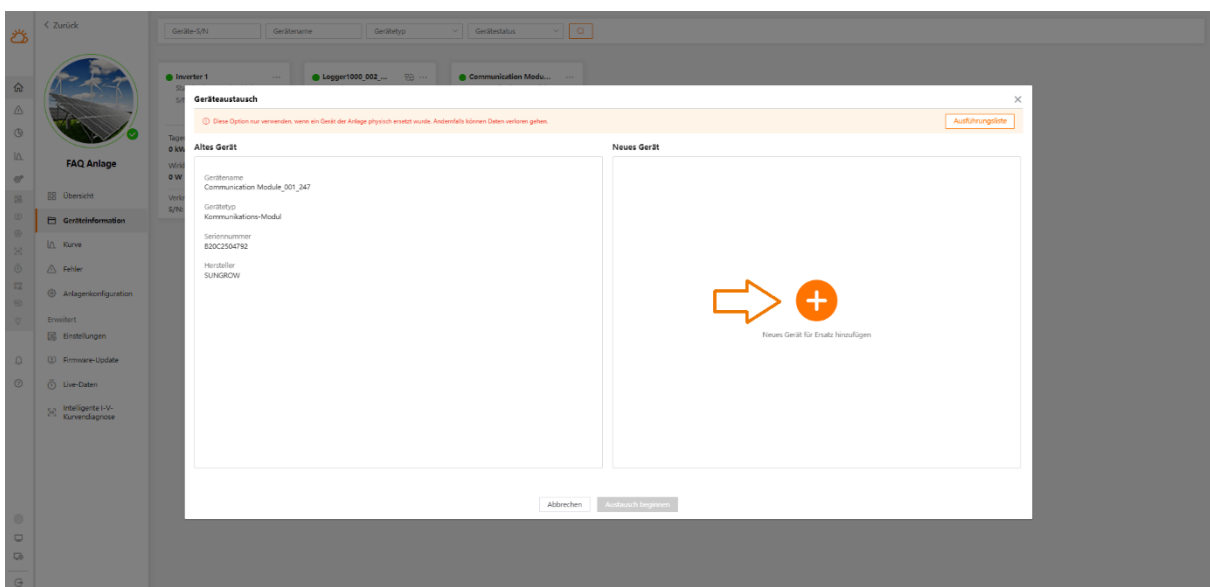 Zurück
FAQ Anlage
Übersicht
Geräteinformation
Kurve
Fehler
Anlagenkonfiguration
Erweitert
Einstellungen
Firmware-Update
Live-Daten
Intelligente I-V-
Kurvendiagnose
Geräte-S/N
Gerätename
Gerätetyp
Gerätestatus
Inverter 1
Logger1000_002_...
Communication Modu...
0 W
S/N:
Geräteaustausch
Diese Option nur verwenden, wenn ein Gerät der Anlage physisch ersetzt wurde. Andernfalls können Daten verloren gehen.
Ausführungsliste
Altes Gerät
Gerätename
Communication Module_001_247
Gerätetyp
Kommunikations-Modul
Seriennummer
B20C2504792
Hersteller
SUNGROW
Neues Gerät
Neues Gerät für Ersatz hinzufügen
Abbrechen
Austausch beginnen